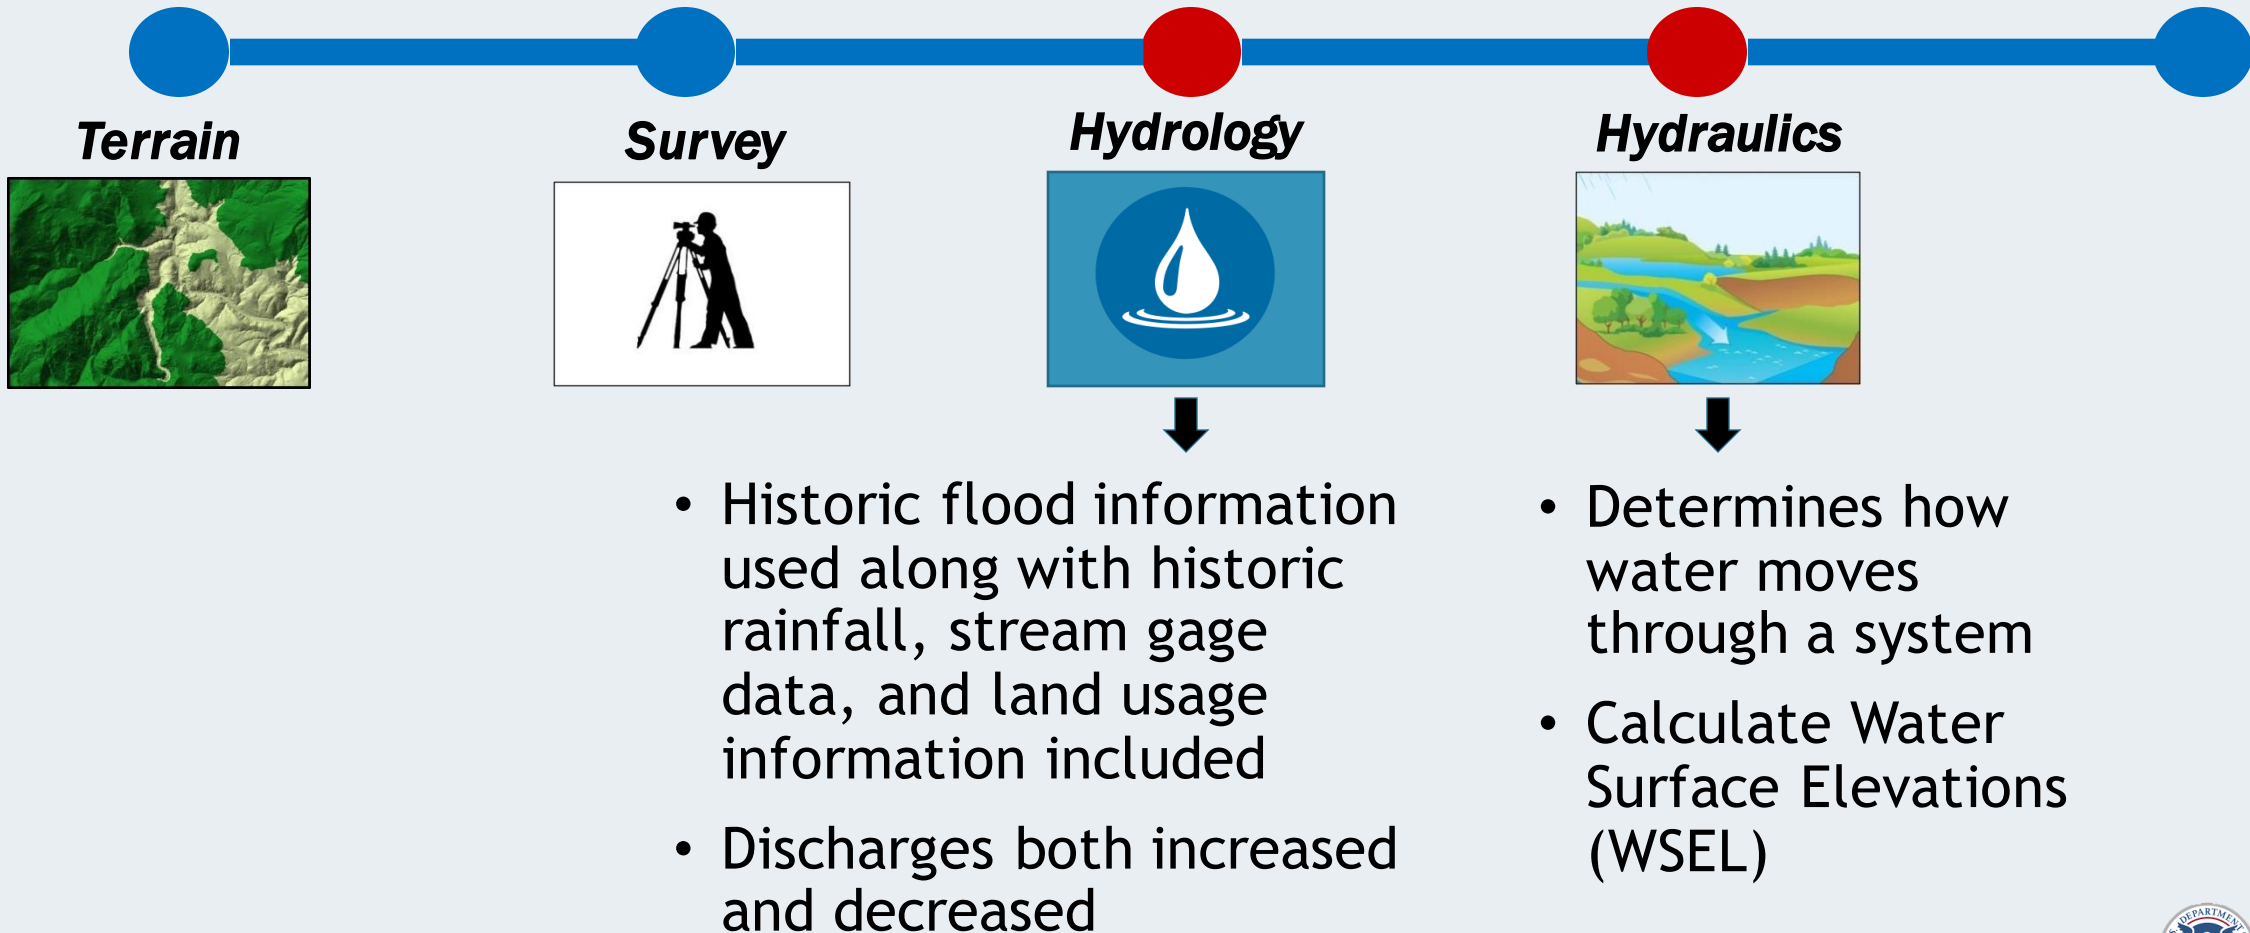 Terrain
Survey
Hydrology
Hydraulics
• Historic flood information
used along with historic
rainfall, stream gage
data, and land usage
information included
• Discharges both increased
and decreased
• Determines how
water moves
through a system
• Calculate Water
Surface Elevations
(WSEL)